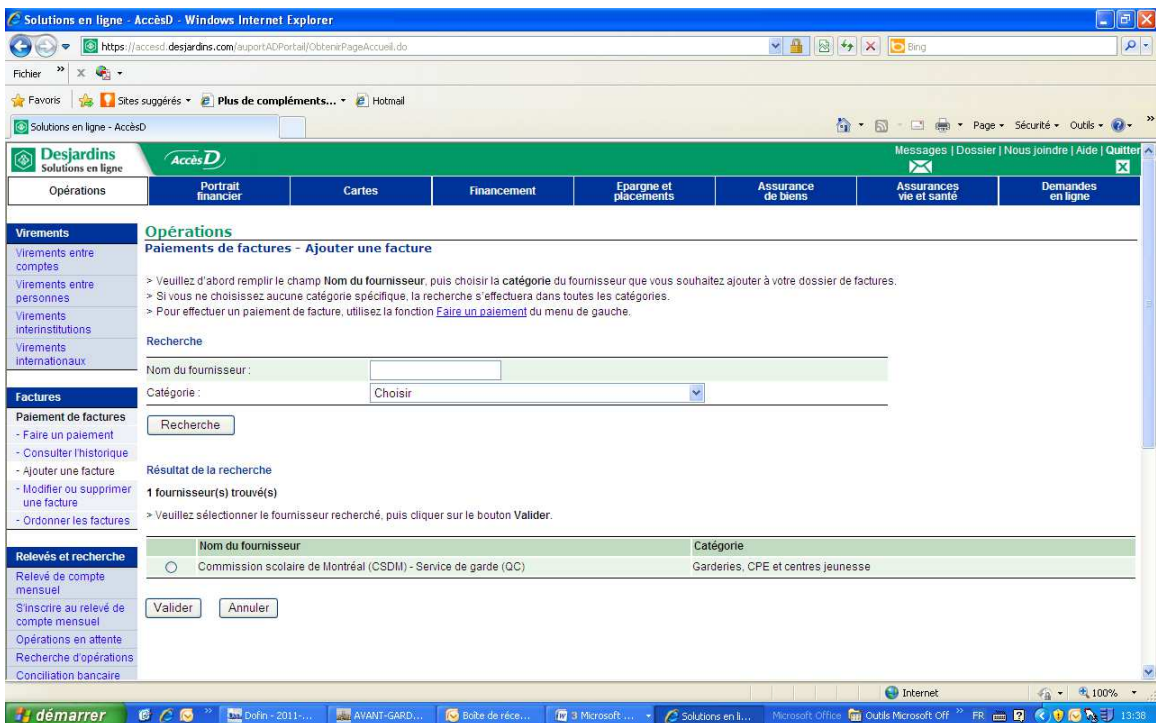 Solutions en ligne - AccèsD - Windows Internet Explorer
https://accesd.desjardins.com/auportADPortail/ObtenirPageAccueil.do
Bing
Fichier » x
Favoris Sites suggérés Plus de compléments... Hotmail
Solutions en ligne - AccèsD
Page Sécurité Outils »
Desjardins
Solutions en ligne
AccèsD
Messages | Dossier | Nous joindre | Aide | Quitter
Opérations
Portrait
financier
Cartes
Financement
Epargne et
placements
Assurance
de biens
Assurances
vie et santé
Demandes
en ligne
Virements
Virements entre
comptes
Virements entre
personnes
Virements
interinstitutions
Virements
internationaux
Factures
Paiement de factures
- Faire un paiement
- Consulter l'historique
- Ajouter une facture
- Modifier ou supprimer
une facture
- Ordonner les factures
Relevés et recherche
Relevé de compte
mensuel
S'inscrire au relevé de
compte mensuel
Opérations en attente
Recherche d'opérations
Conciliation bancaire
Opérations
Paiements de factures - Ajouter une facture
> Veuillez d'abord remplir le champ Nom du fournisseur, puis choisir la catégorie du fournisseur que vous souhaitez ajouter à votre dossier de factures.
> Si vous ne choisissez aucune catégorie spécifique, la recherche s'effectuera dans toutes les catégories.
> Pour effectuer un paiement de facture, utilisez la fonction Faire un paiement du menu de gauche.
Recherche
Nom du fournisseur :
Catégorie : Choisir
Recherche
Résultat de la recherche
1 fournisseur(s) trouvé(s)
> Veuillez sélectionner le fournisseur recherché, puis cliquer sur le bouton Valider.
Nom du fournisseur Catégorie
Commission scolaire de Montréal (CSDM) - Service de garde (QC) Garderies, CPE et centres jeunesse
Valider Annuler
Internet 100%
démarrer » Dofin - 2011-... AVANT-GARD... Boîte de réce... 3 Microsoft ... Solutions en li... Microsoft Office Outils Microsoft Off » FR 13:38